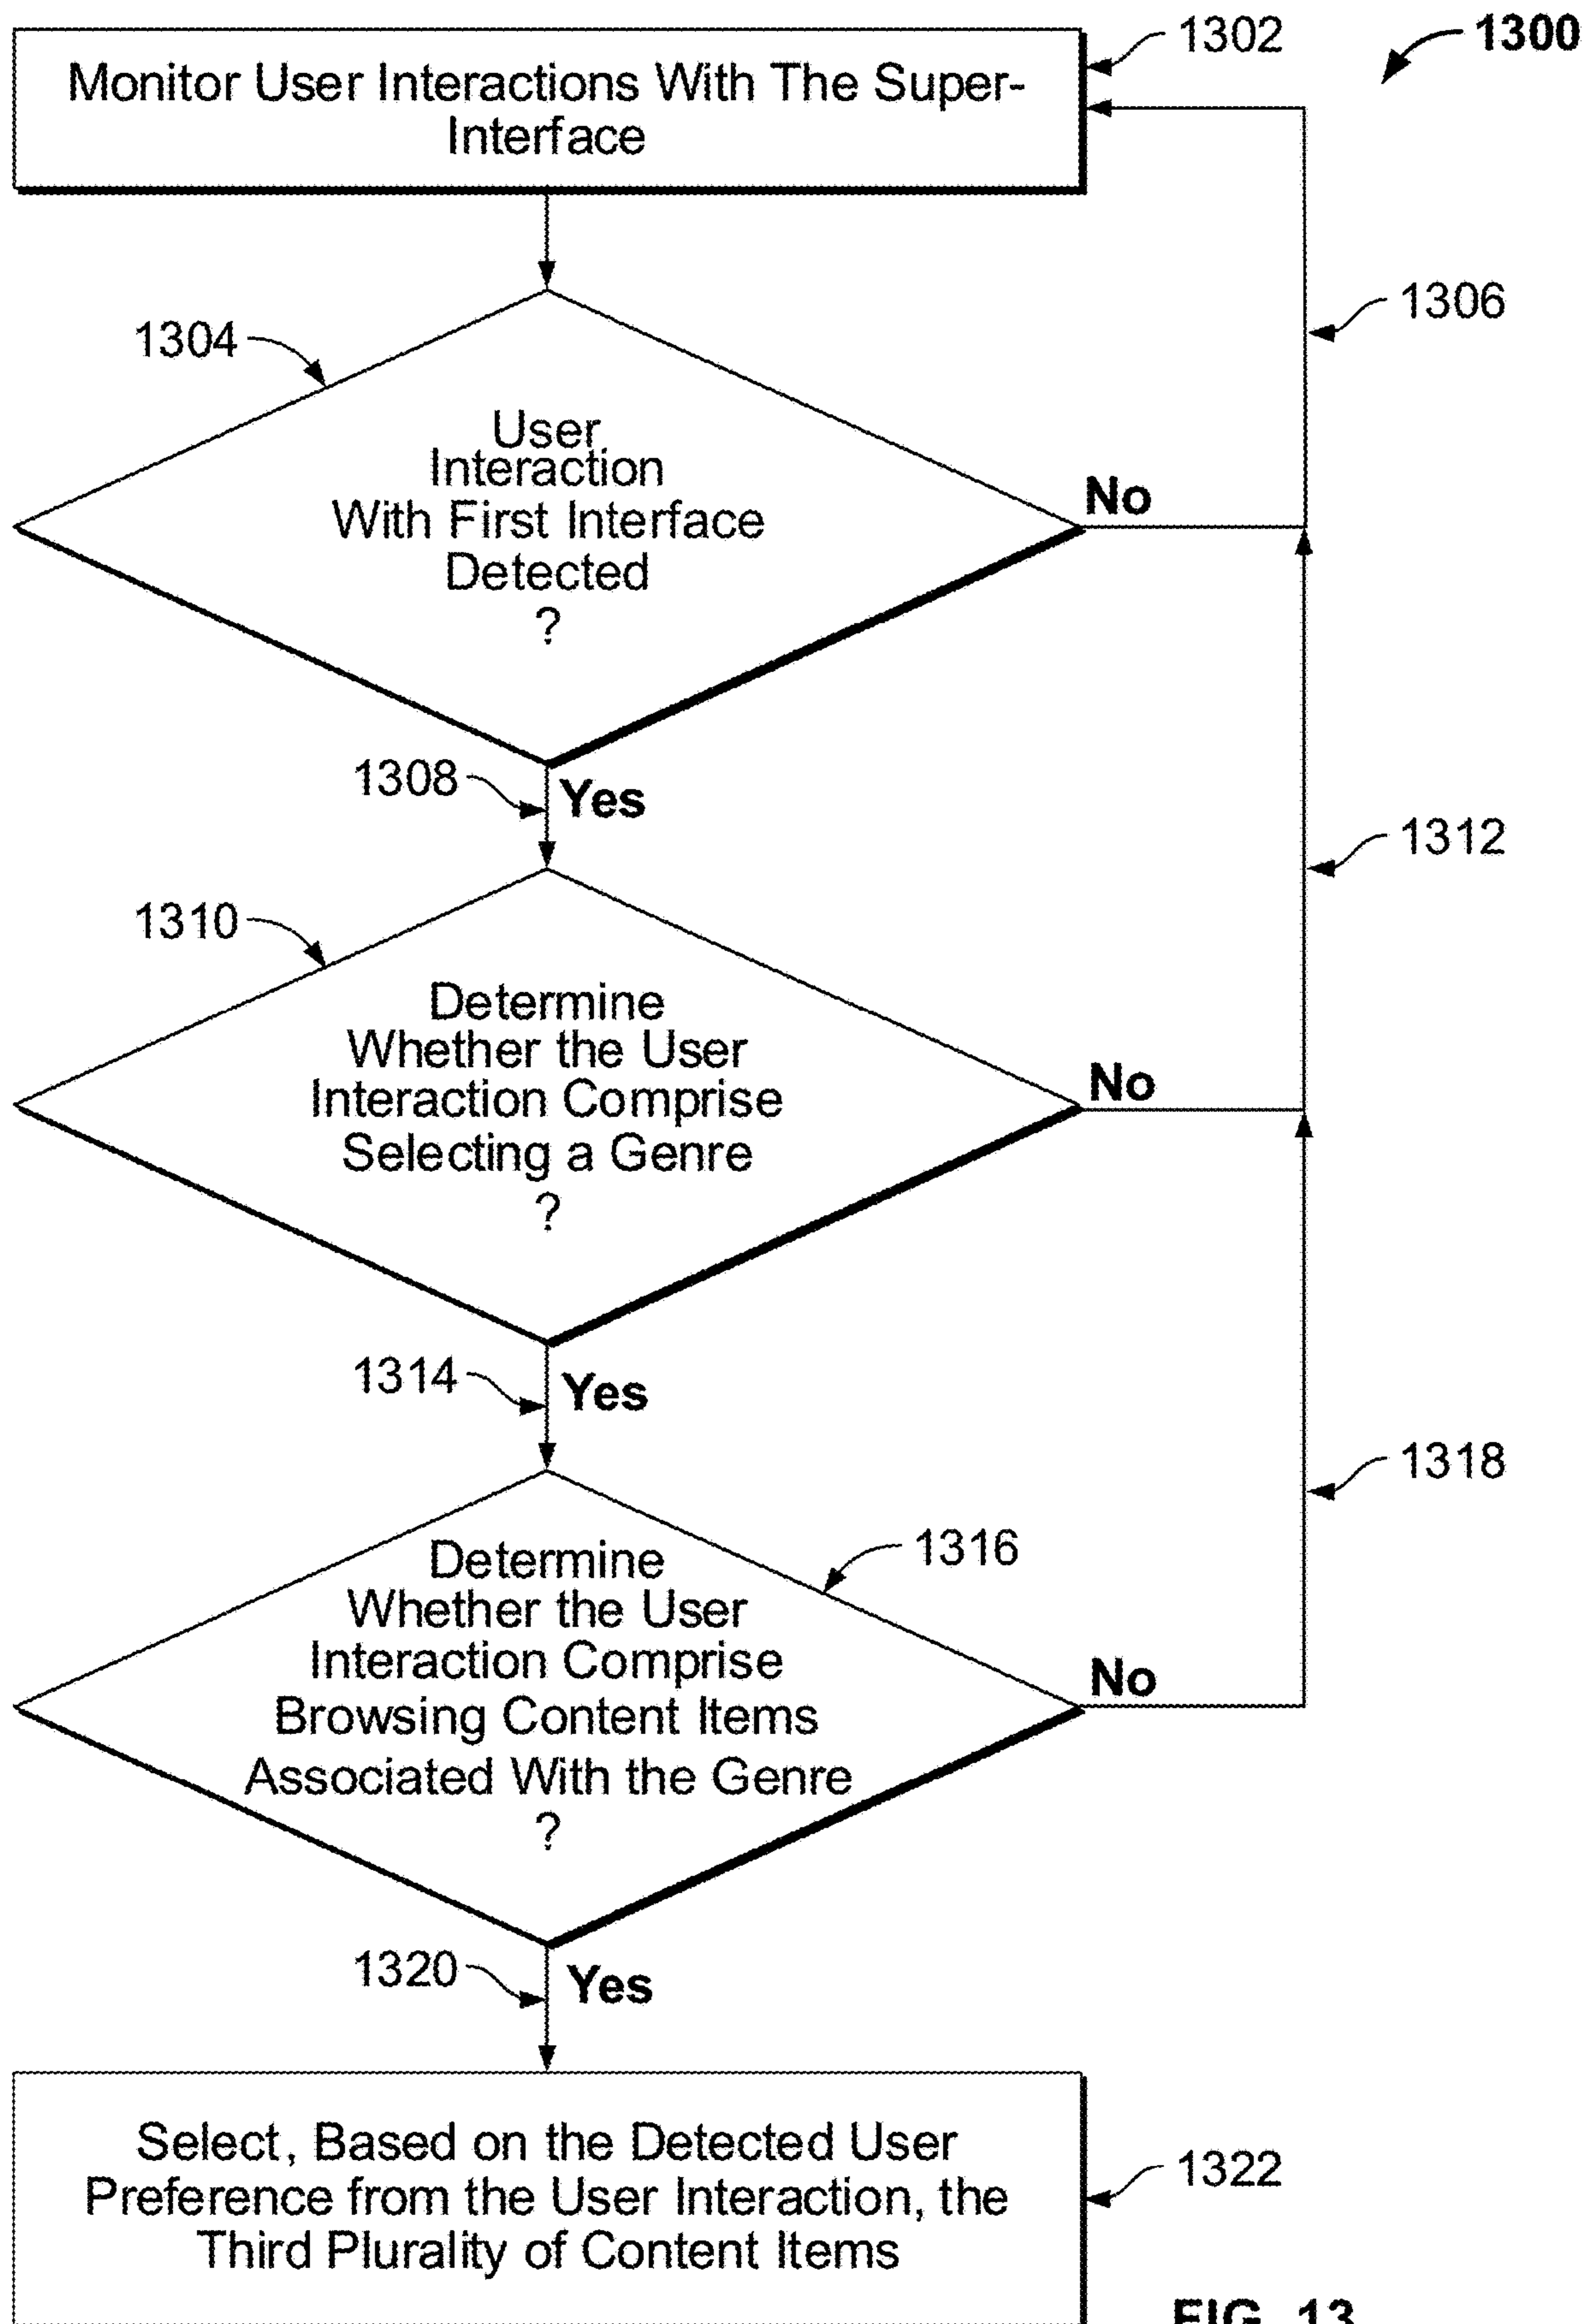 1302
1300
Monitor User Interactions With The Super-
Interface
1306
1304
User
Interaction
With First Interface
Detected
?
No
1308
Yes
1312
1310
Determine
Whether the User
Interaction Comprise
Selecting a Genre
?
No
1314
Yes
1318
1316
Determine
Whether the User
Interaction Comprise
Browsing Content Items
Associated With the Genre
?
No
1320
Yes
Select, Based on the Detected User
Preference from the User Interaction, the
Third Plurality of Content Items
1322
FIG. 13